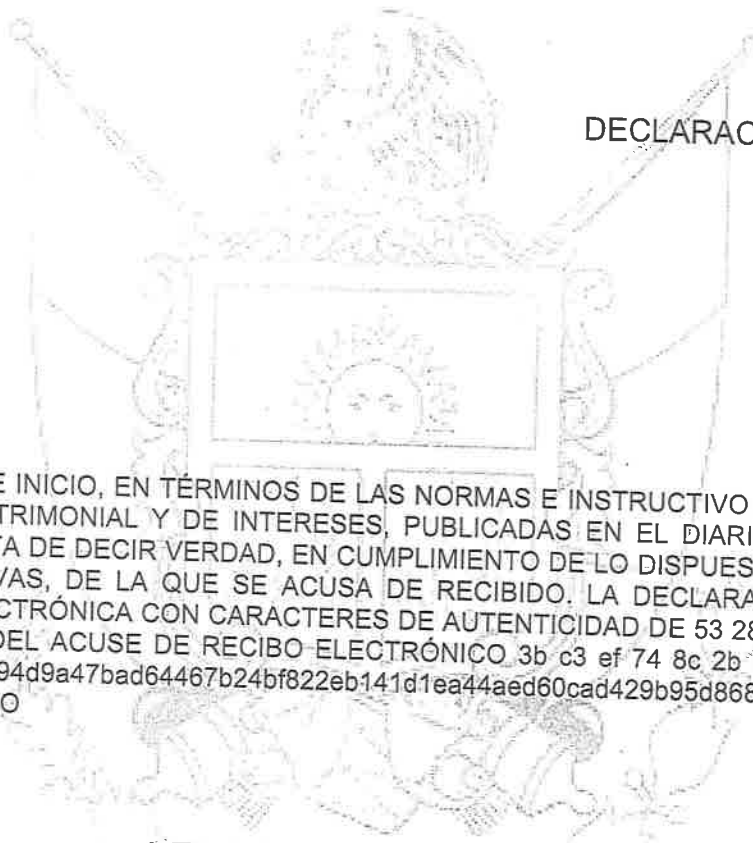 DECLARAC
E INICIO, EN TÉRMINOS DE LAS NORMAS E INSTRUCTIVO
TRIMONIAL Y DE INTERESES, PUBLICADAS EN EL DIARI
TA DE DECIR VERDAD, EN CUMPLIMIENTO DE LO DISPUES
VAS, DE LA QUE SE ACUSA DE RECIBIDO. LA DECLARA
CTRÓNICA CON CARACTERES DE AUTENTICIDAD DE 53 28
DEL ACUSE DE RECIBO ELECTRÓNICO 3b c3 ef 74 8c 2b
94d9a47bad64467b24bf822eb141d1ea44aed60cad429b95d868
O